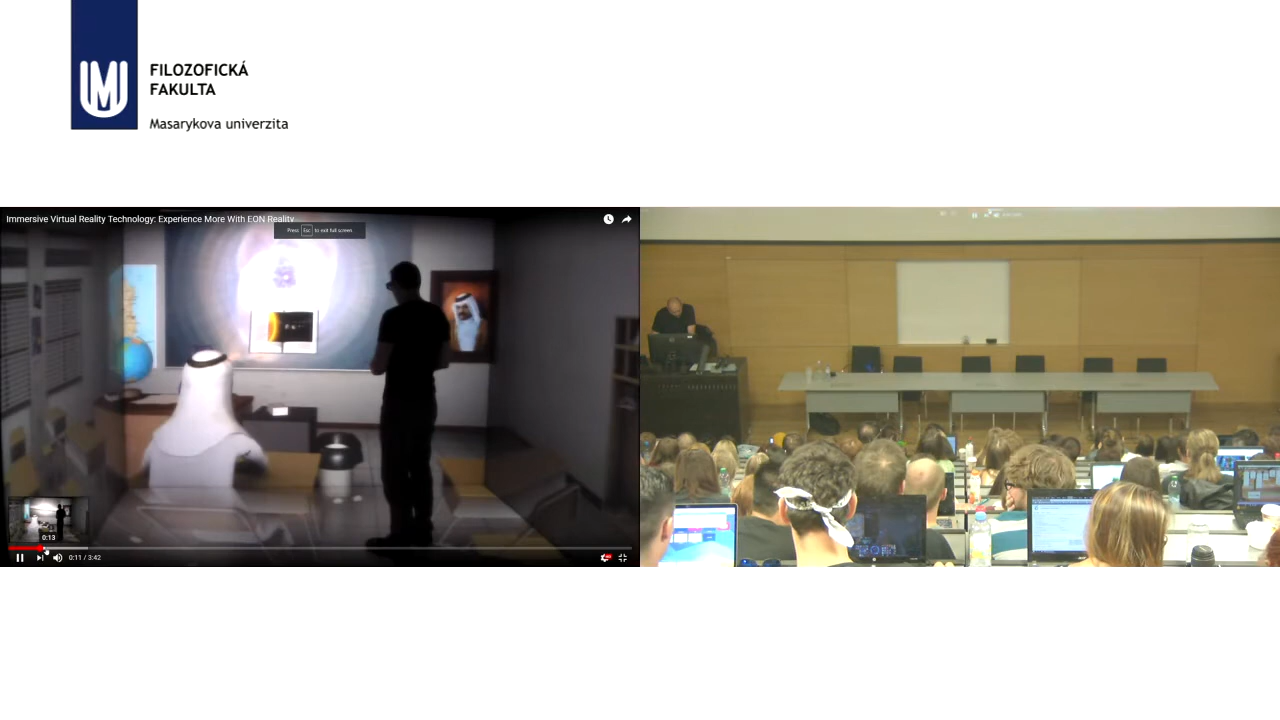 FILOZOFICKÁ
FAKULTA
Masarykova univerzita
Immersive Virtual Reality Technology: Experience More With EON Reality
Press Esc to exit full screen
0:13
0:11 / 3:42